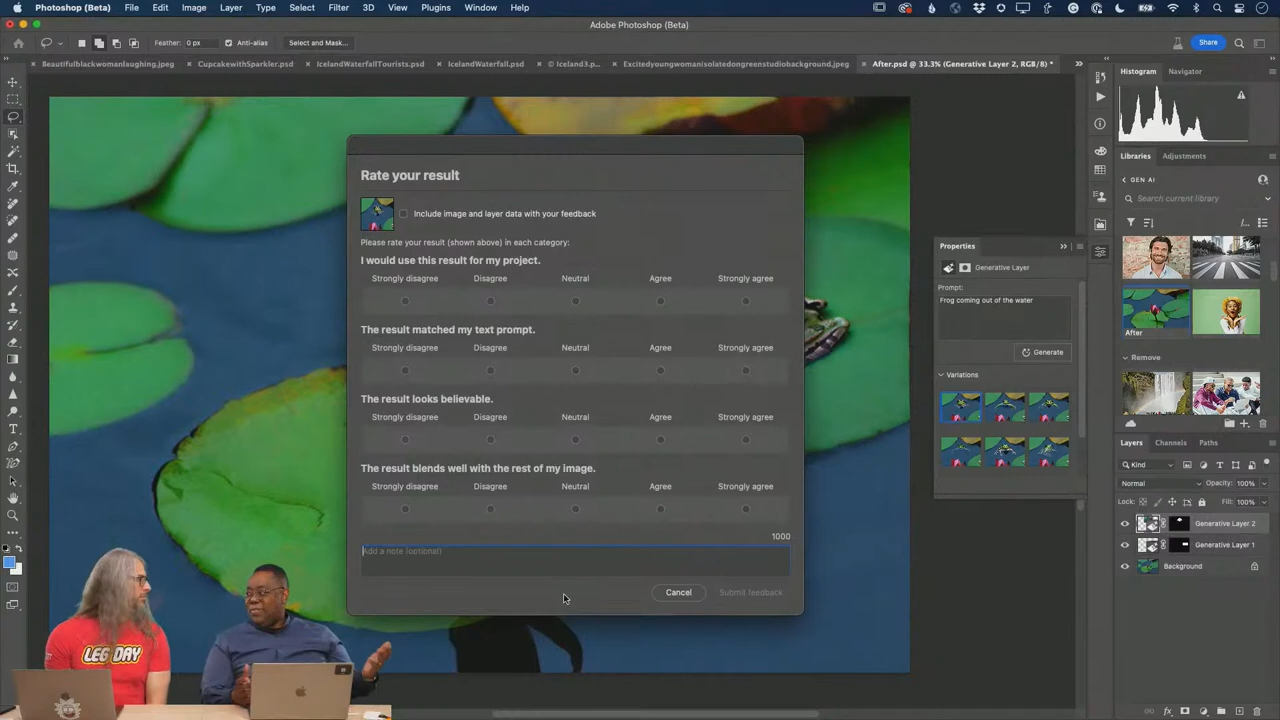 Photoshop (Beta) File Edit Image Layer Type Select Filter 3D View Plugins Window Help
Adobe Photoshop (Beta)
Feather: 0 px Anti-alias Select and Mask... Share
Beautifulblackwomanlaughing.jpeg CupcakewithSparkler.psd IcelandWaterfallTourists.psd IcelandWaterfall.psd © Iceland3.p... Excitedyoungwomanisolatedongreenstudiobackground.jpeg After.psd @ 33.3% (Generative Layer 2, RGB/8) *
Rate your result
Include image and layer data with your feedback
Please rate your result (shown above) in each category:
I would use this result for my project.
Strongly disagree Disagree Neutral Agree Strongly agree
The result matched my text prompt.
Strongly disagree Disagree Neutral Agree Strongly agree
The result looks believable.
Strongly disagree Disagree Neutral Agree Strongly agree
The result blends well with the rest of my image.
Strongly disagree Disagree Neutral Agree Strongly agree
1000
Add a note (optional)
Cancel Submit feedback
Properties
Generative Layer
Prompt:
Frog coming out of the water
Generate
Variations
Histogram Navigator
Libraries Adjustments
GEN AI
Search current library
After
Remove
Layers Channels Paths
Kind
Normal Opacity: 100%
Lock: Fill: 100%
Generative Layer 2
Generative Layer 1
Background
LEG DAY